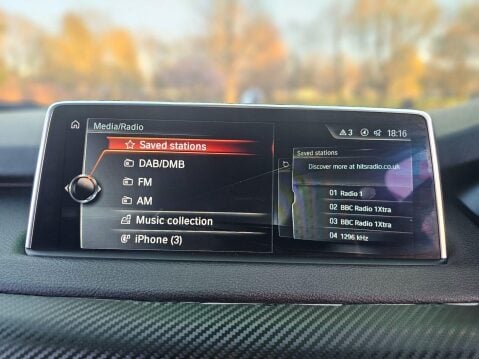 Media/Radio
3 18:16
Saved stations
DAB/DMB
FM
AM
Music collection
iPhone (3)
Saved stations
Discover more at hitsradio.co.uk
01 Radio 1
02 BBC Radio 1Xtra
03 BBC Radio 1Xtra
04 1296 kHz